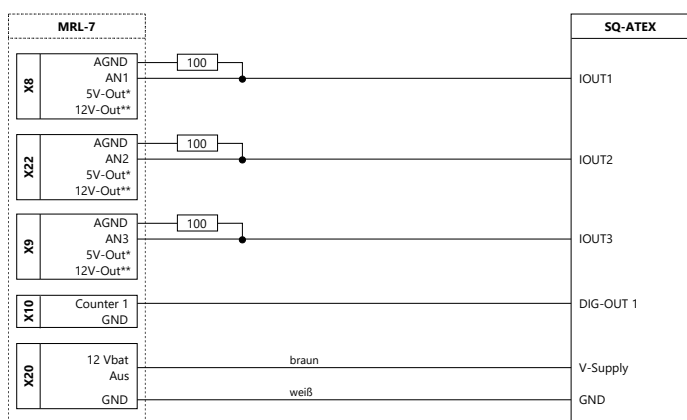 MRL-7
SQ-ATEX
X8
AGND
100
AN1
IOUT1
5V-Out*
12V-Out**
X22
AGND
100
AN2
IOUT2
5V-Out*
12V-Out**
X9
AGND
100
AN3
IOUT3
5V-Out*
12V-Out**
X10
Counter 1
DIG-OUT 1
GND
X20
12 Vbat
Aus
braun
V-Supply
GND
weiß
GND